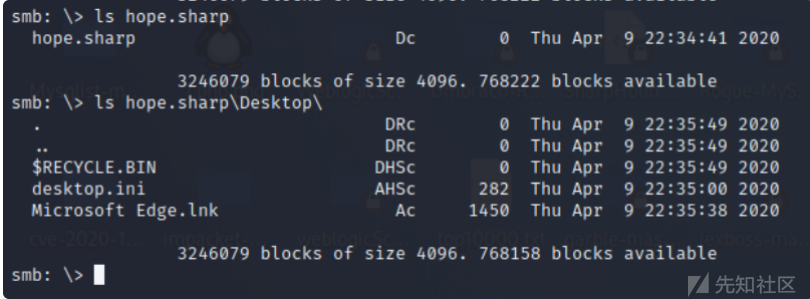 smb: \> ls hope.sharp
hope.sharp Dc 0 Thu Apr 9 22:34:41 2020
3246079 blocks of size 4096. 768222 blocks available
smb: \> ls hope.sharp\Desktop\
. DRc 0 Thu Apr 9 22:35:49 2020
.. DRc 0 Thu Apr 9 22:35:49 2020
$RECYCLE.BIN DHSc 0 Thu Apr 9 22:35:49 2020
desktop.ini AHSc 282 Thu Apr 9 22:35:00 2020
Microsoft Edge.lnk Ac 1450 Thu Apr 9 22:35:38 2020
3246079 blocks of size 4096. 768158 blocks available
smb: \>
先知社区